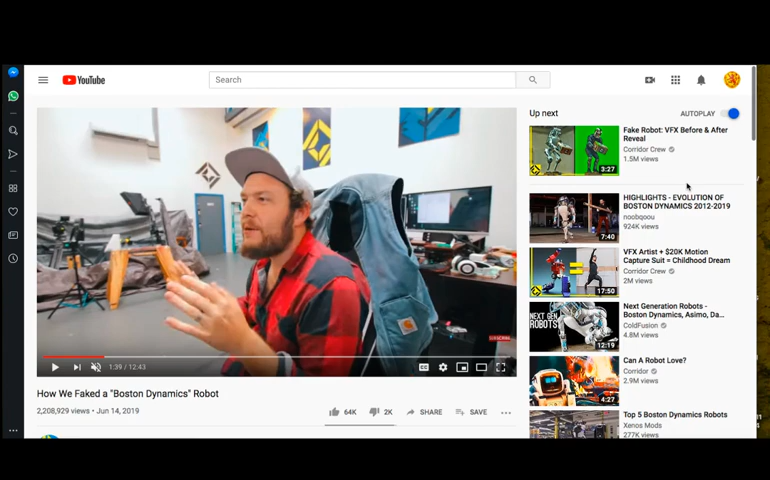 YouTube
Search
Up next
AUTOPLAY
Fake Robot: VFX Before & After
Reveal
Corridor Crew
1.5M views
3:27
HIGHLIGHTS - EVOLUTION OF
BOSTON DYNAMICS 2012-2019
noobqoou
924K views
7:40
VFX Artist + $20K Motion
Capture Suit = Childhood Dream
Corridor Crew
2M views
17:50
NEXT GEN
ROBOTS
Next Generation Robots -
Boston Dynamics, Asimo, Da...
ColdFusion
4.8M views
12:19
Can A Robot Love?
Corridor
2.9M views
4:27
Top 5 Boston Dynamics Robots
Xenos Mods
277K views
carhartt
SUBSCRIBE
1:39 / 12:43
CC
How We Faked a "Boston Dynamics" Robot
2,208,929 views • Jun 14, 2019
64K
2K
SHARE
SAVE